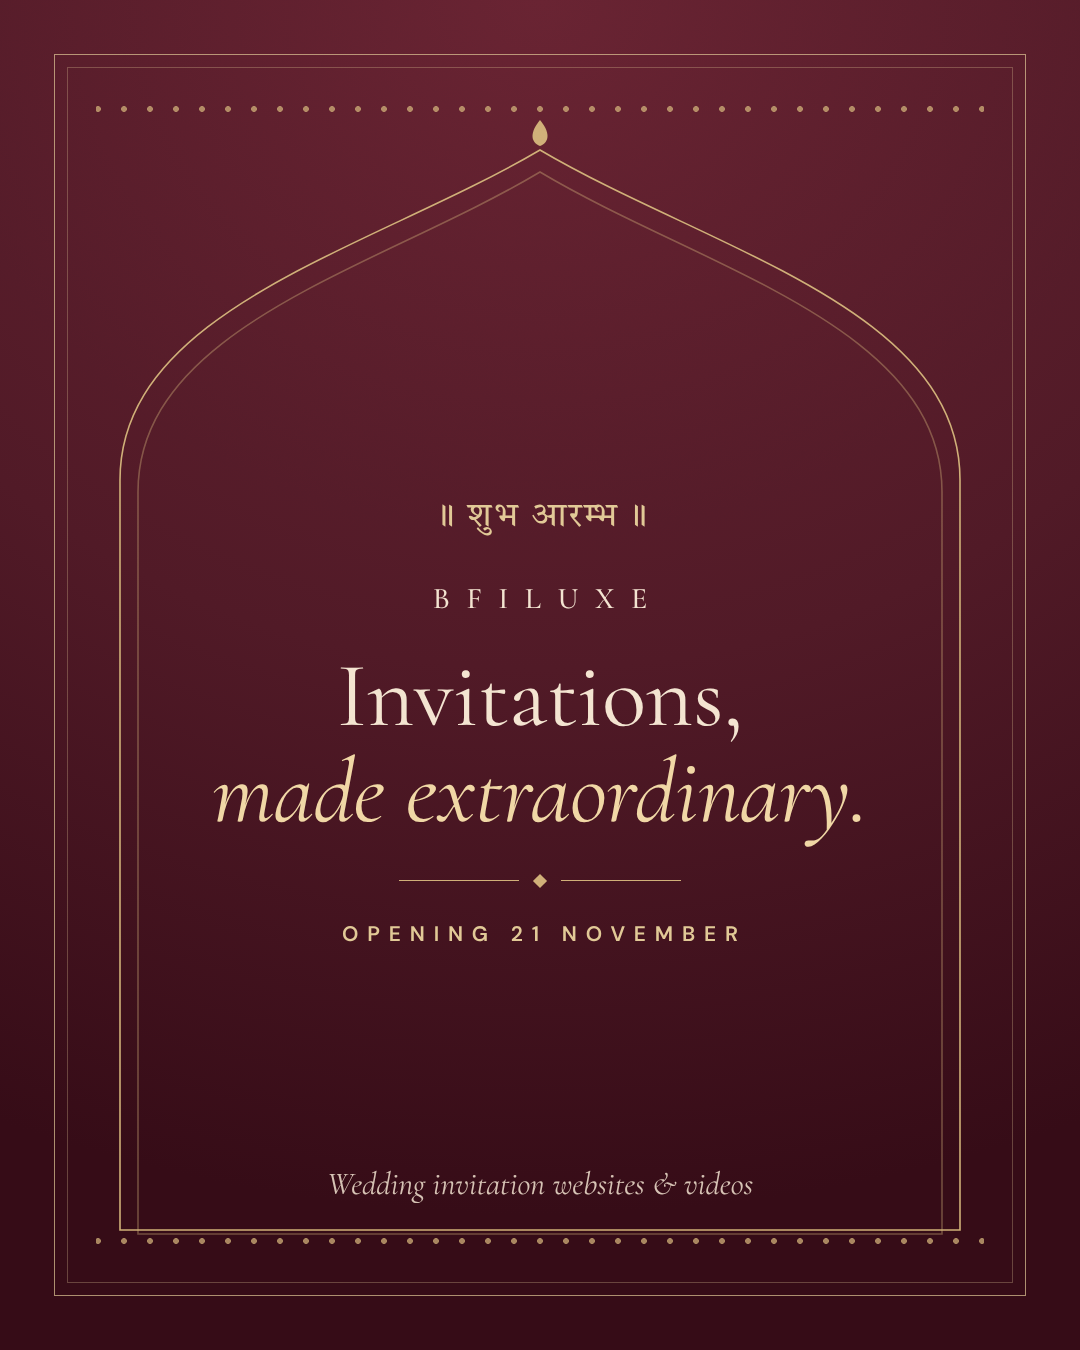 ॥ शुभ आरम्भ ॥
BFILUXE
Invitations,
made extraordinary.
OPENING 21 NOVEMBER
Wedding invitation websites & videos